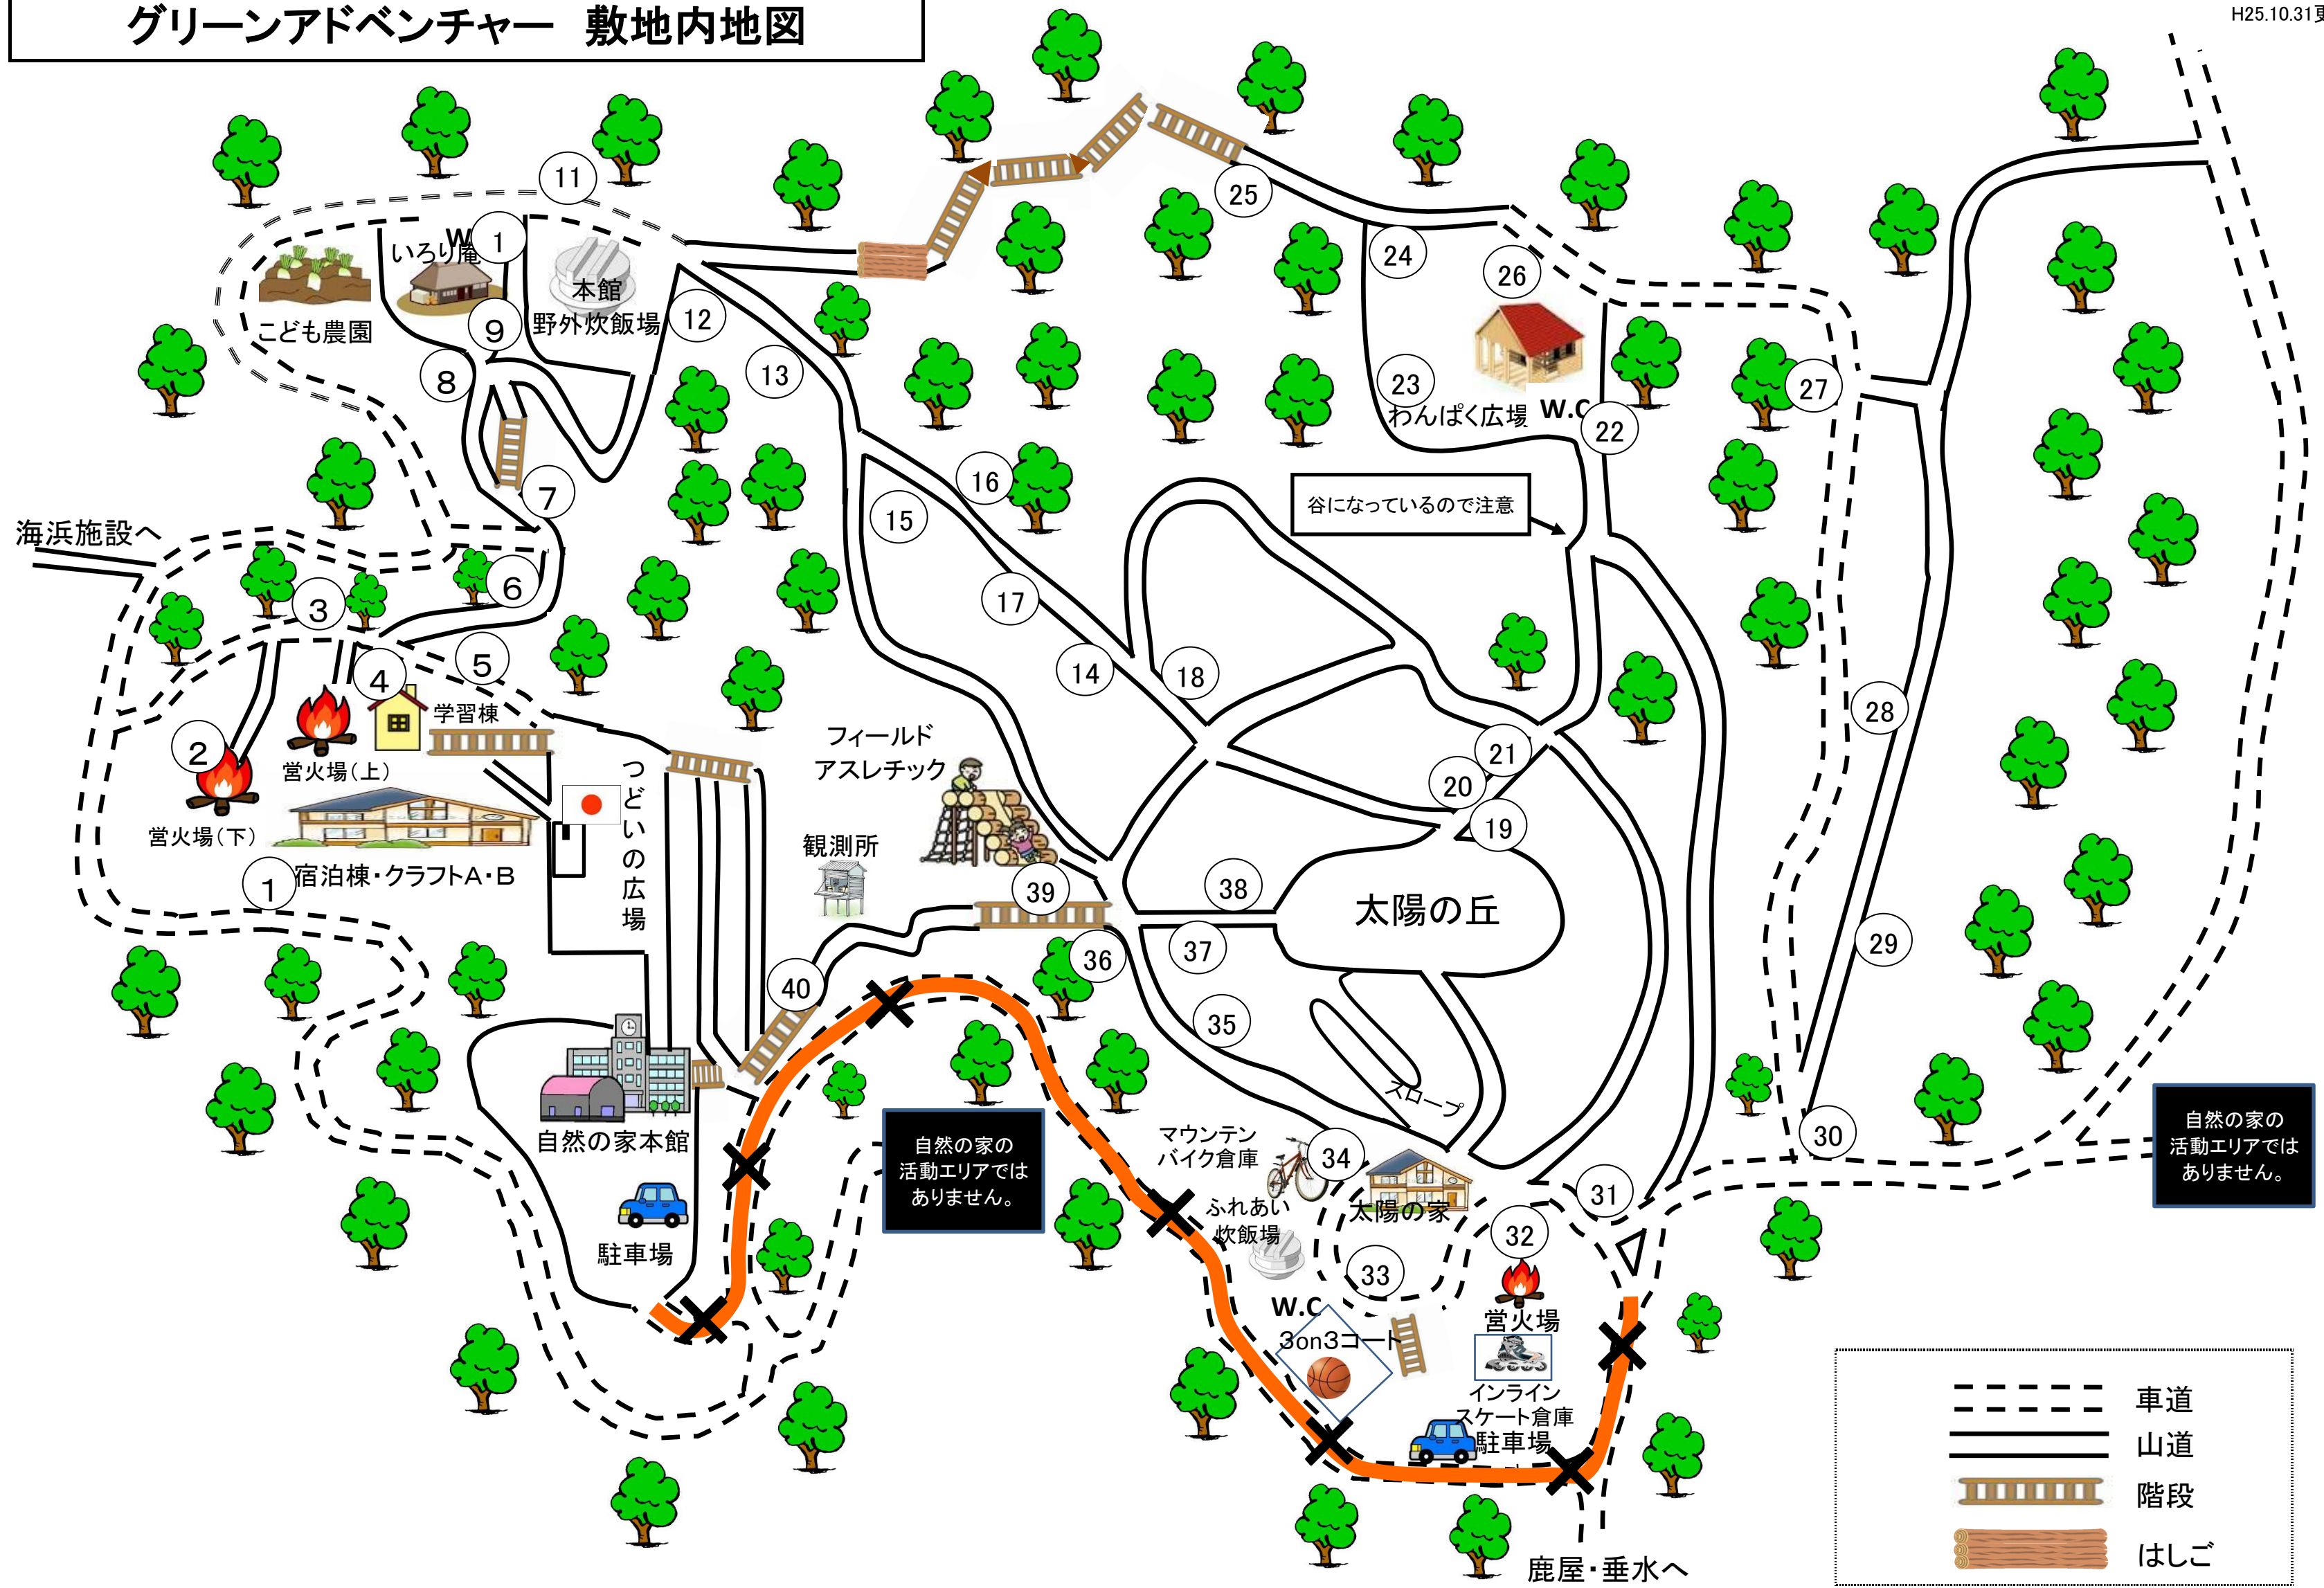 グリーンアドベンチャー 敷地内地図
H25.10.31更
11
25
24
26
W
1
いろり庵
本館
野外炊飯場
こども農園
9
12
8
13
27
23
わんぱく広場
W.C
22
7
16
15
谷になっているので注意
海浜施設へ
6
3
17
5
14
18
4
28
学習棟
2
営火場(上)
営火場(下)
つどいの広場
フィールド
アスレチック
21
20
19
観測所
1
宿泊棟・クラフトA・B
39
38
太陽の丘
29
37
36
40
35
スロープ
自然の家本館
自然の家の
活動エリアでは
ありません。
マウンテン
バイク倉庫
34
30
自然の家の
活動エリアでは
ありません。
31
ふれあい
炊飯場
太陽の家
32
33
駐車場
W.C
3on3コート
営火場
インライン
スケート倉庫
駐車場
鹿屋・垂水へ
車道
山道
階段
はしご